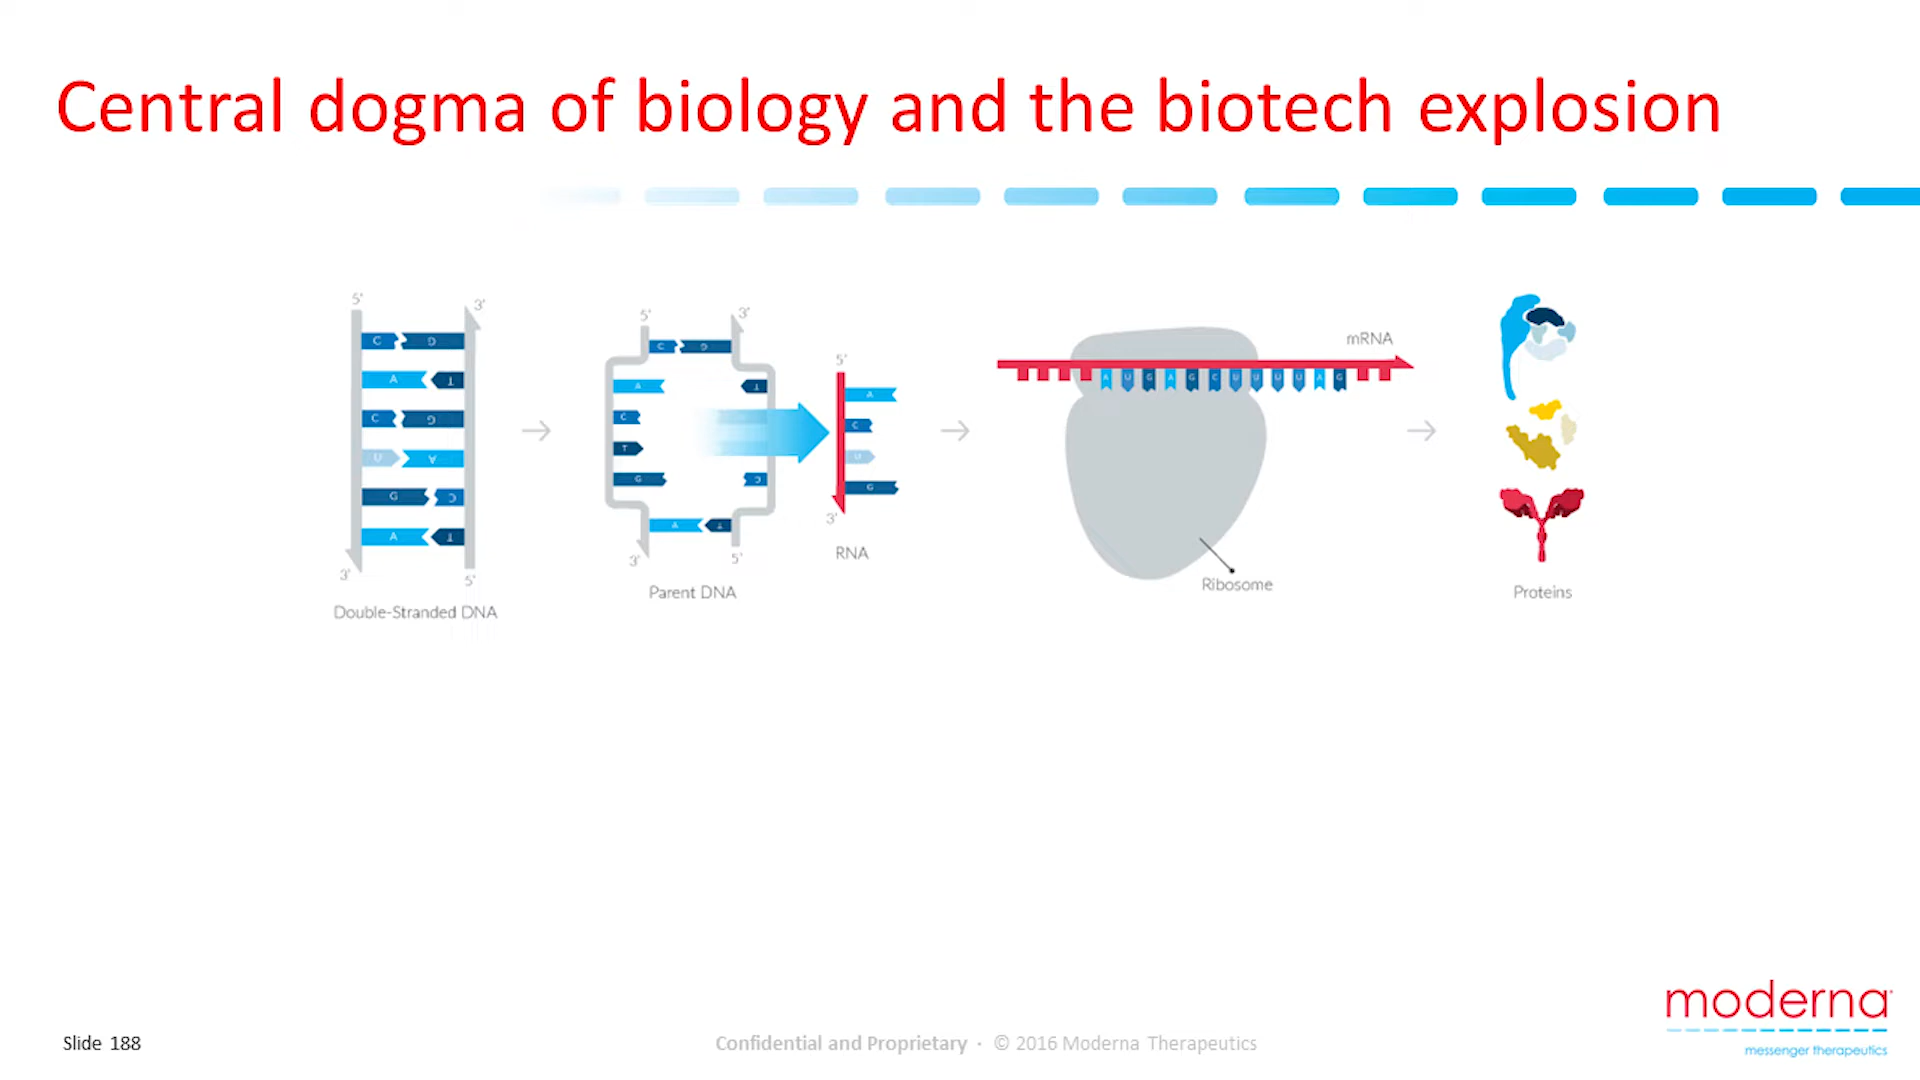 Central dogma of biology and the biotech explosion
5'
3'
C G
A T
C G
U A
G C
A T
3'
5'
Double-Stranded DNA
5'
3'
C G
A T
C
T
G C
A T
3'
5'
Parent DNA
5'
A
C
U
G
3'
RNA
mRNA
A U G A G C U U U U A G
Ribosome
Proteins
moderna
messenger therapeutics
Slide 188
Confidential and Proprietary · © 2016 Moderna Therapeutics